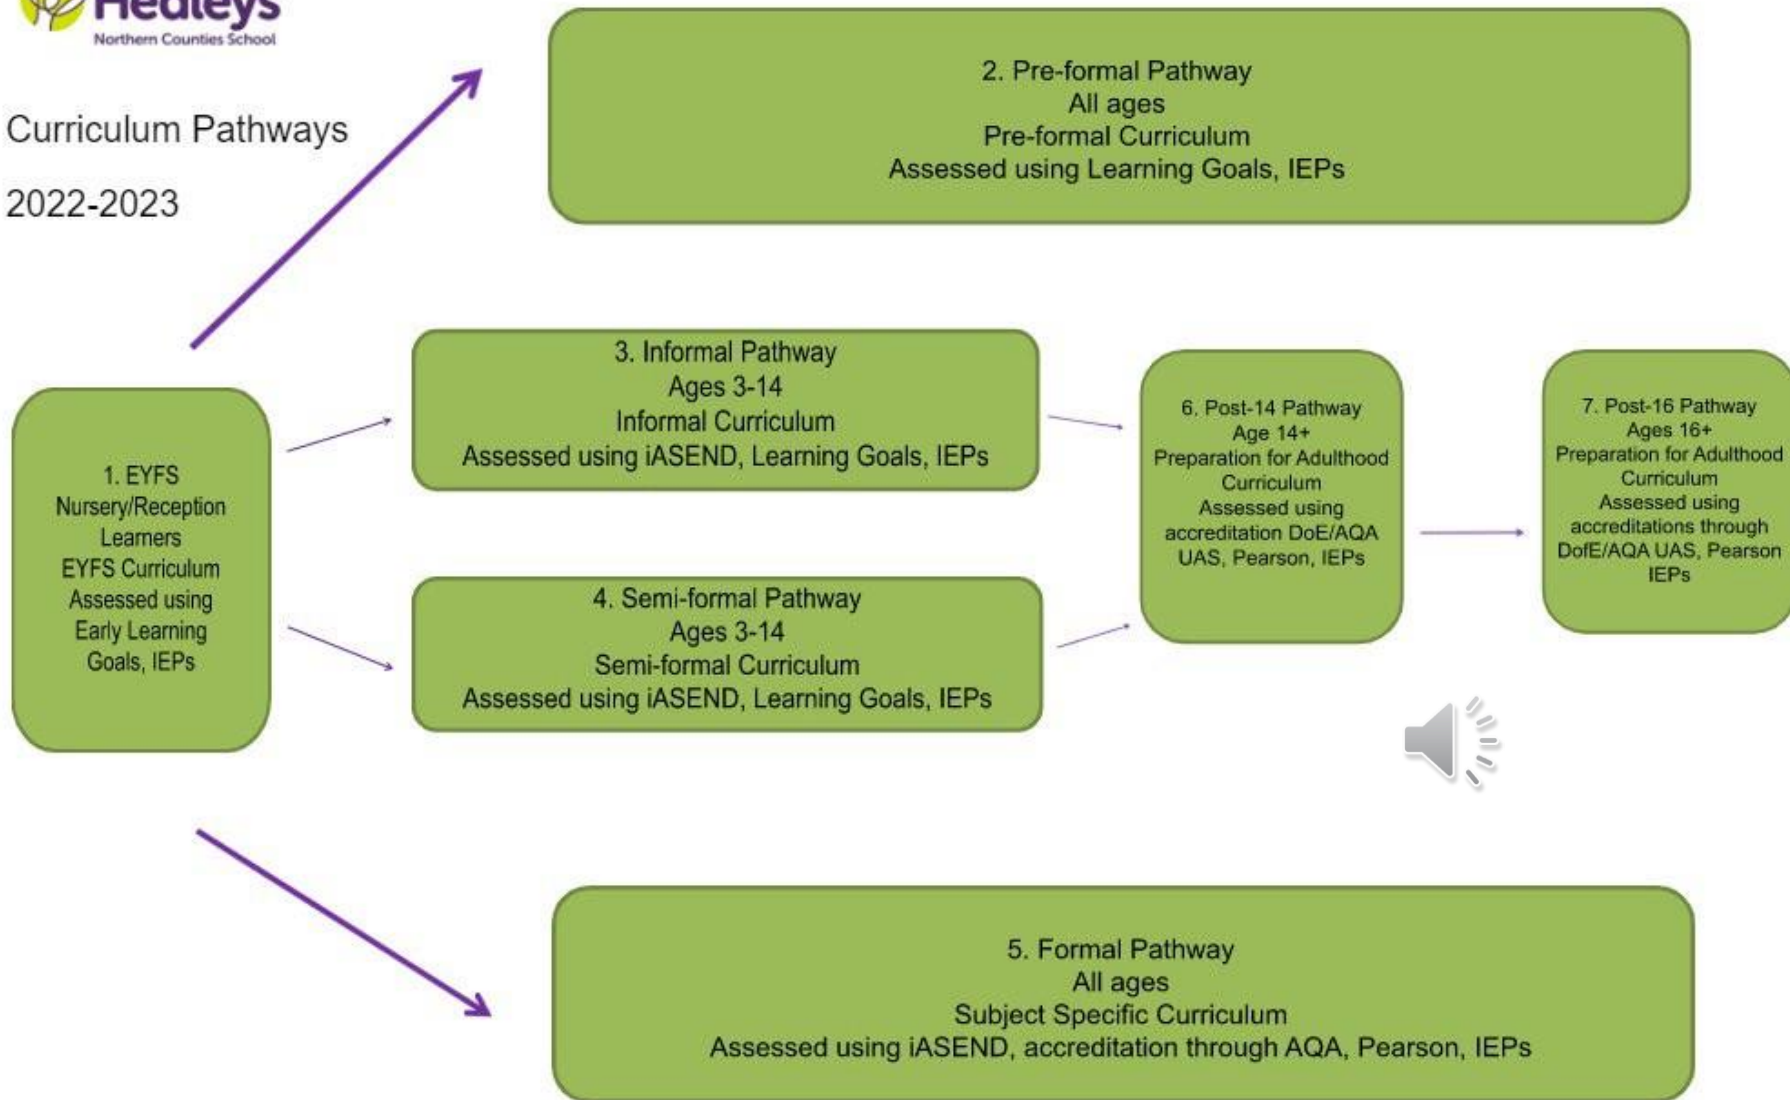 Hedleys
Northern Counties School
Curriculum Pathways
2022-2023
2. Pre-formal Pathway
All ages
Pre-formal Curriculum
Assessed using Learning Goals, IEPs
1. EYFS
Nursery/Reception
Learners
EYFS Curriculum
Assessed using
Early Learning
Goals, IEPs
3. Informal Pathway
Ages 3-14
Informal Curriculum
Assessed using iASEND, Learning Goals, IEPs
4. Semi-formal Pathway
Ages 3-14
Semi-formal Curriculum
Assessed using iASEND, Learning Goals, IEPs
6. Post-14 Pathway
Age 14+
Preparation for Adulthood
Curriculum
Assessed using
accreditation DoE/AQA
UAS, Pearson, IEPs
7. Post-16 Pathway
Ages 16+
Preparation for Adulthood
Curriculum
Assessed using
accreditations through
DofE/AQA UAS, Pearson
IEPs
5. Formal Pathway
All ages
Subject Specific Curriculum
Assessed using iASEND, accreditation through AQA, Pearson, IEPs